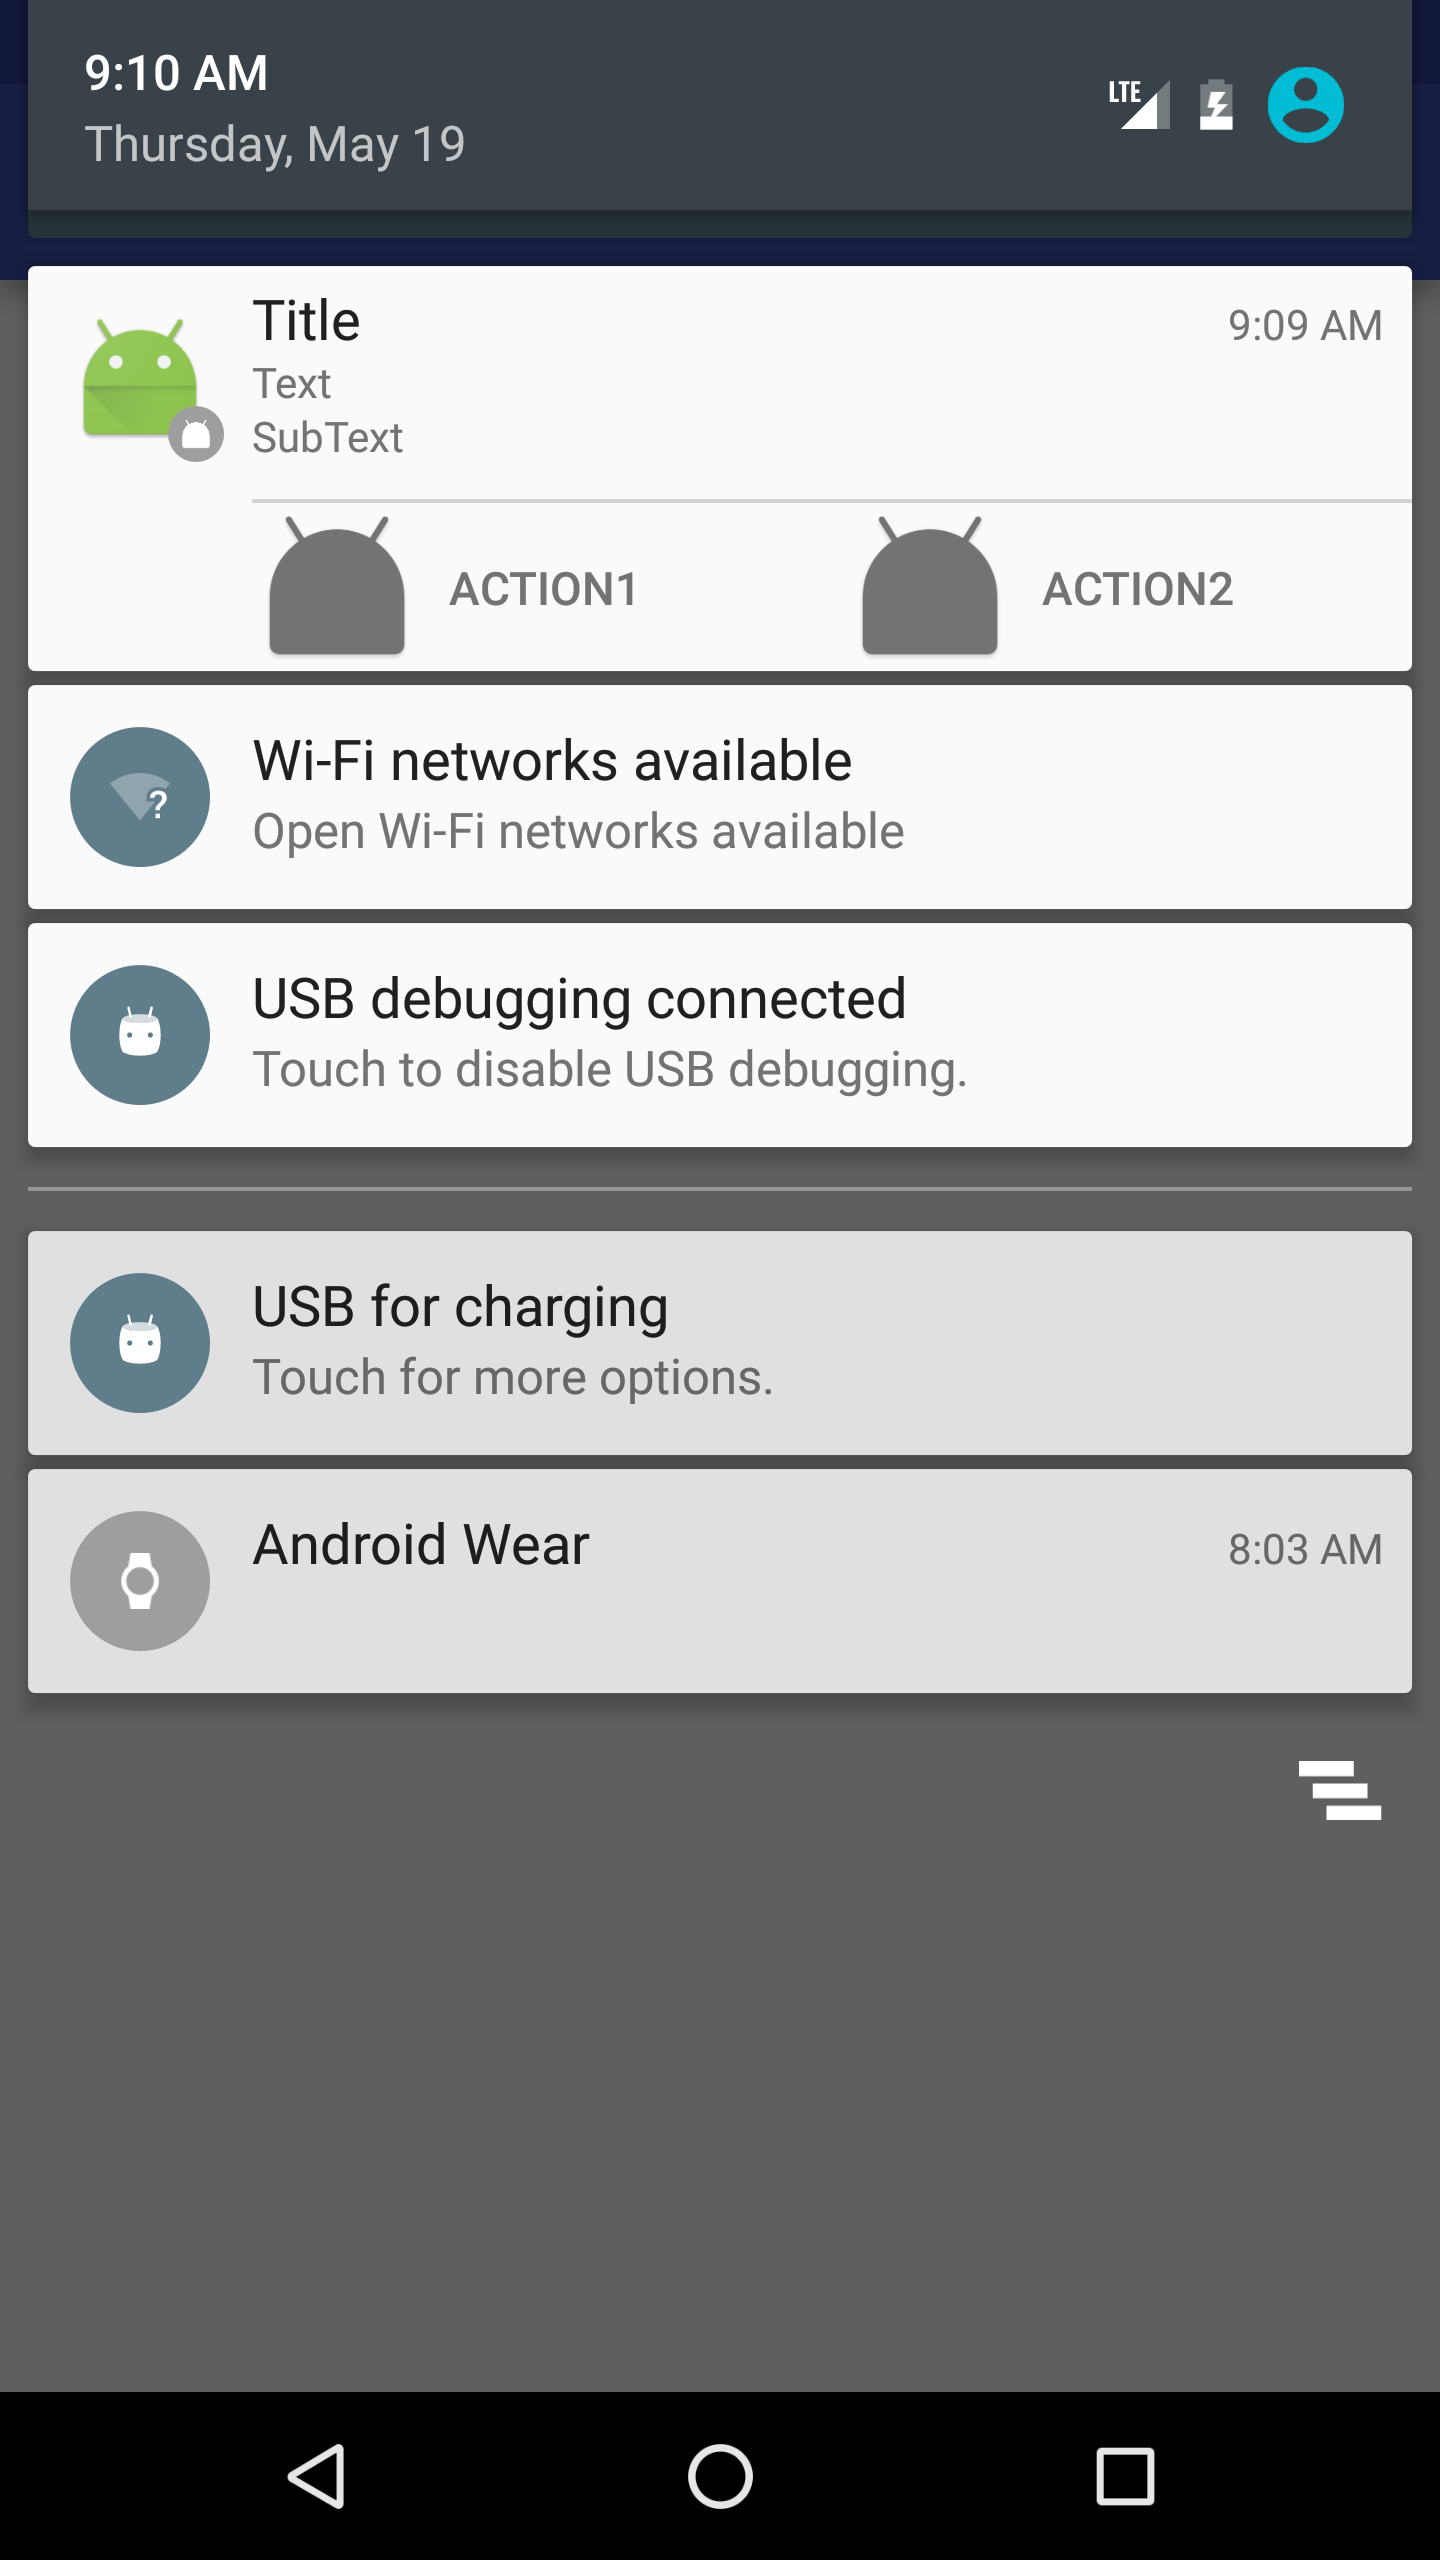 9:10 AM
Thursday, May 19
LTE
Title
9:09 AM
Text
SubText
ACTION1
ACTION2
?
Wi-Fi networks available
Open Wi-Fi networks available
USB debugging connected
Touch to disable USB debugging.
USB for charging
Touch for more options.
Android Wear
8:03 AM